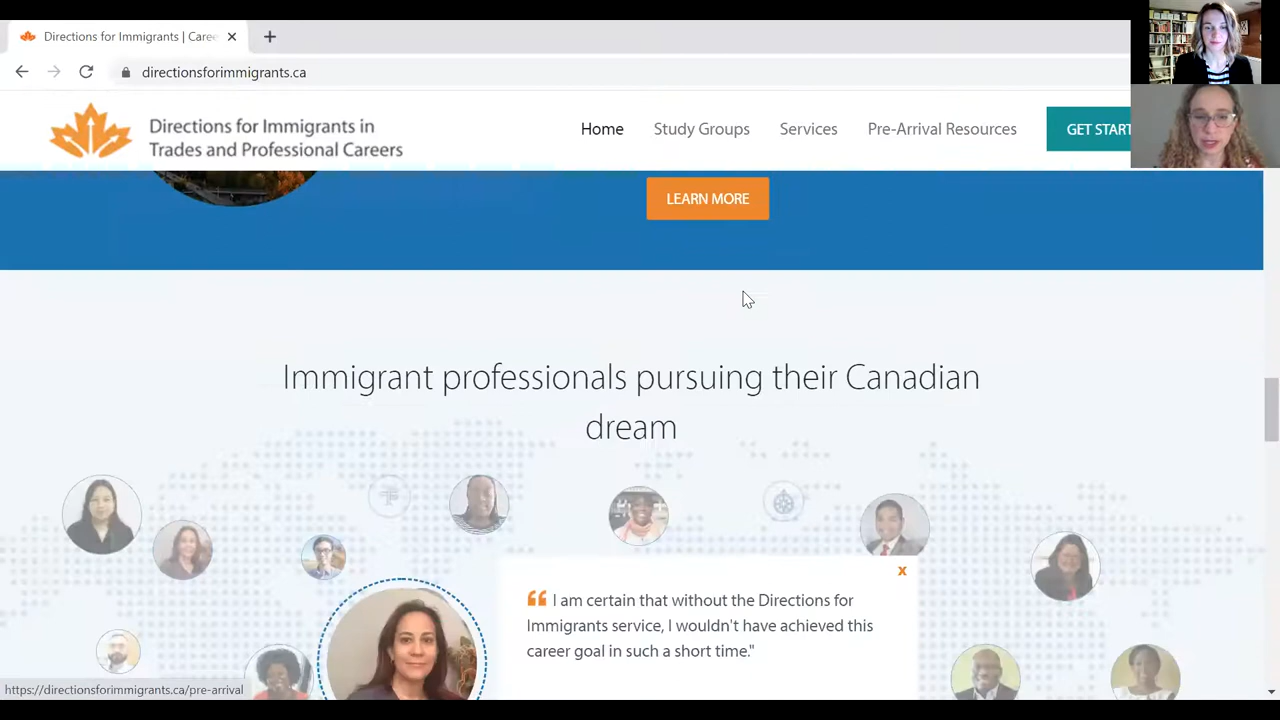 Directions for Immigrants | Caree
directionsforimmigrants.ca
Directions for Immigrants in
Trades and Professional Careers
Home
Study Groups
Services
Pre-Arrival Resources
GET START
LEARN MORE
Immigrant professionals pursuing their Canadian
dream
x
“ I am certain that without the Directions for
Immigrants service, I wouldn't have achieved this
career goal in such a short time."
https://directionsforimmigrants.ca/pre-arrival